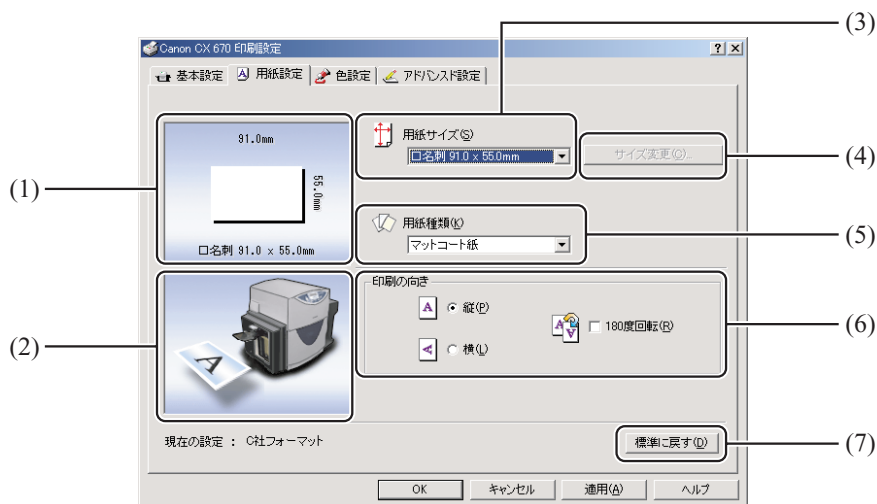 (3)
Canon CX 670 印刷設定
基本設定 用紙設定 色設定 アドバンスド設定
91.0mm
55.0mm
口名刺 91.0 x 55.0mm
(1)
用紙サイズ(S)
口名刺 91.0 x 55.0mm
サイズ変更(C)...
(4)
用紙種類(K)
マットコート紙
(5)
A
(2)
印刷の向き
A 縦(P)
A 横(L)
A A 180度回転(R)
(6)
現在の設定 : C社フォーマット
標準に戻す(D)
(7)
OK キャンセル 適用(A) ヘルプ